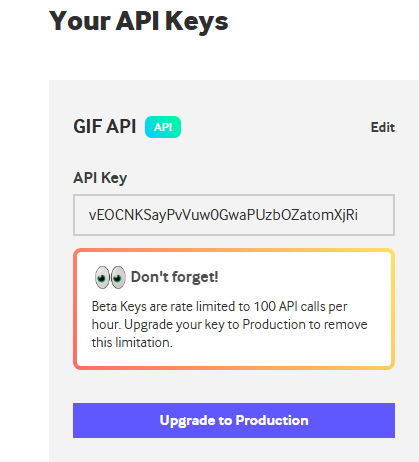 Your API Keys
GIF API API Edit
API Key
vEOCNKSayPvVuw0GwaPUzbOZatomXjRi
Don't forget!
Beta Keys are rate limited to 100 API calls per
hour. Upgrade your key to Production to remove
this limitation.
Upgrade to Production